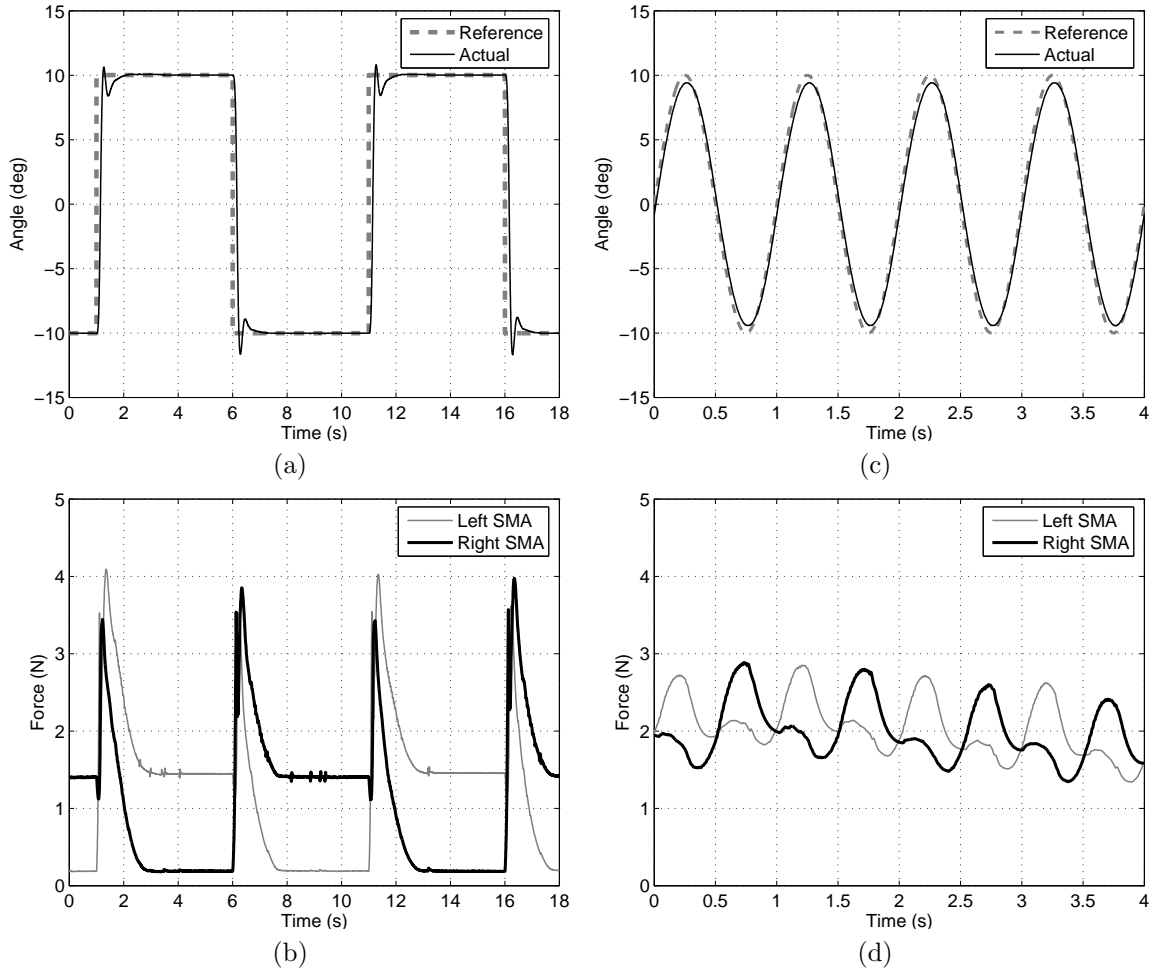 Reference
Actual
15
10
5
0
−5
−10
−15
Angle (deg)
0 2 4 6 8 10 12 14 16 18
Time (s)
(a)
Reference
Actual
15
10
5
0
−5
−10
−15
Angle (deg)
0 0.5 1 1.5 2 2.5 3 3.5 4
Time (s)
(c)
Left SMA
Right SMA
5
4
3
2
1
0
Force (N)
0 2 4 6 8 10 12 14 16 18
Time (s)
(b)
Left SMA
Right SMA
5
4
3
2
1
0
Force (N)
0 0.5 1 1.5 2 2.5 3 3.5 4
Time (s)
(d)